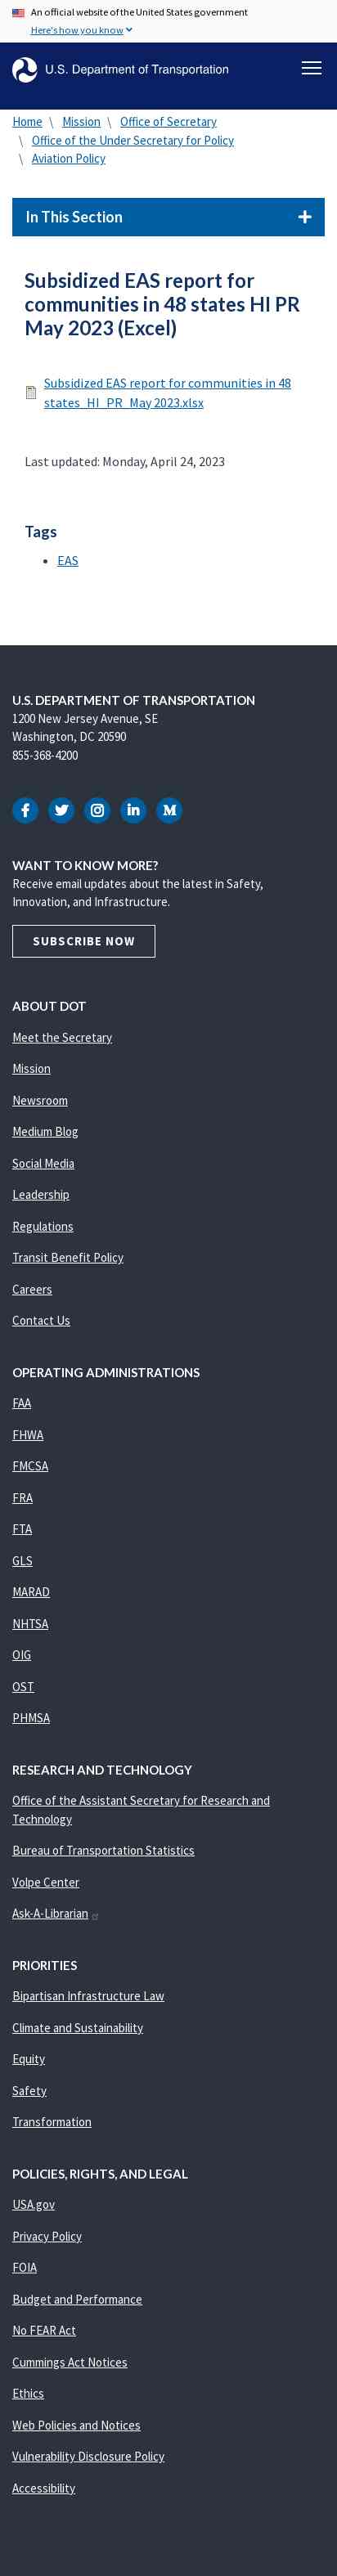 An official website of the United States government
Here's how you know
U.S. Department of Transportation
Home \ Mission \ Office of Secretary
\ Office of the Under Secretary for Policy
\ Aviation Policy
In This Section
Subsidized EAS report for
communities in 48 states HI PR
May 2023 (Excel)
Subsidized EAS report for communities in 48
states_HI_PR_May 2023.xlsx
Last updated: Monday, April 24, 2023
Tags
• EAS
U.S. DEPARTMENT OF TRANSPORTATION
1200 New Jersey Avenue, SE
Washington, DC 20590
855-368-4200
WANT TO KNOW MORE?
Receive email updates about the latest in Safety,
Innovation, and Infrastructure.
SUBSCRIBE NOW
ABOUT DOT
Meet the Secretary
Mission
Newsroom
Medium Blog
Social Media
Leadership
Regulations
Transit Benefit Policy
Careers
Contact Us
OPERATING ADMINISTRATIONS
FAA
FHWA
FMCSA
FRA
FTA
GLS
MARAD
NHTSA
OIG
OST
PHMSA
RESEARCH AND TECHNOLOGY
Office of the Assistant Secretary for Research and
Technology
Bureau of Transportation Statistics
Volpe Center
Ask-A-Librarian
PRIORITIES
Bipartisan Infrastructure Law
Climate and Sustainability
Equity
Safety
Transformation
POLICIES, RIGHTS, AND LEGAL
USA.gov
Privacy Policy
FOIA
Budget and Performance
No FEAR Act
Cummings Act Notices
Ethics
Web Policies and Notices
Vulnerability Disclosure Policy
Accessibility